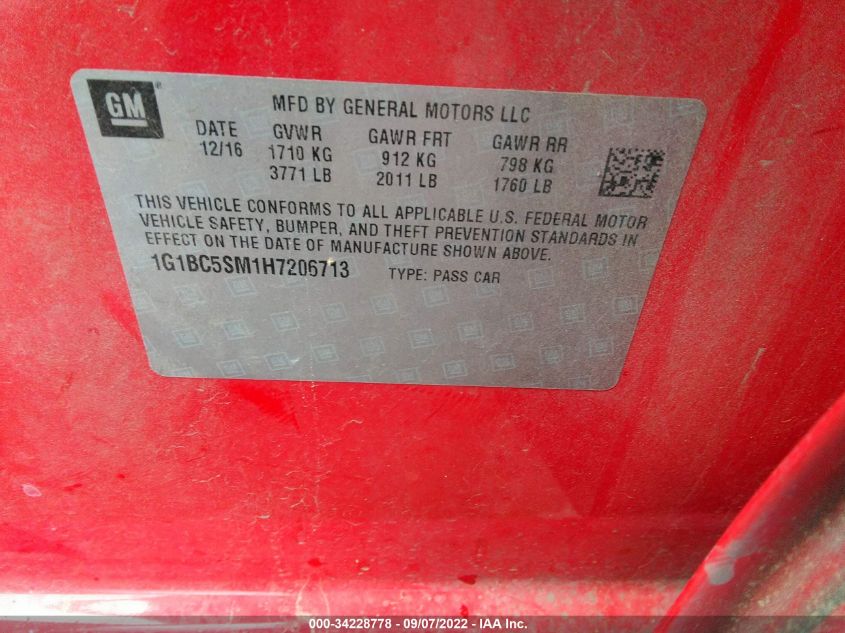 GM ®
MFD BY GENERAL MOTORS LLC
DATE GVWR GAWR FRT GAWR RR
12/16 1710 KG 912 KG 798 KG
3771 LB 2011 LB 1760 LB
THIS VEHICLE CONFORMS TO ALL APPLICABLE U.S. FEDERAL MOTOR
VEHICLE SAFETY, BUMPER, AND THEFT PREVENTION STANDARDS IN
EFFECT ON THE DATE OF MANUFACTURE SHOWN ABOVE.
1G1BC5SM1H7206713 TYPE: PASS CAR
000-34228778 - 09/07/2022 - IAA Inc.